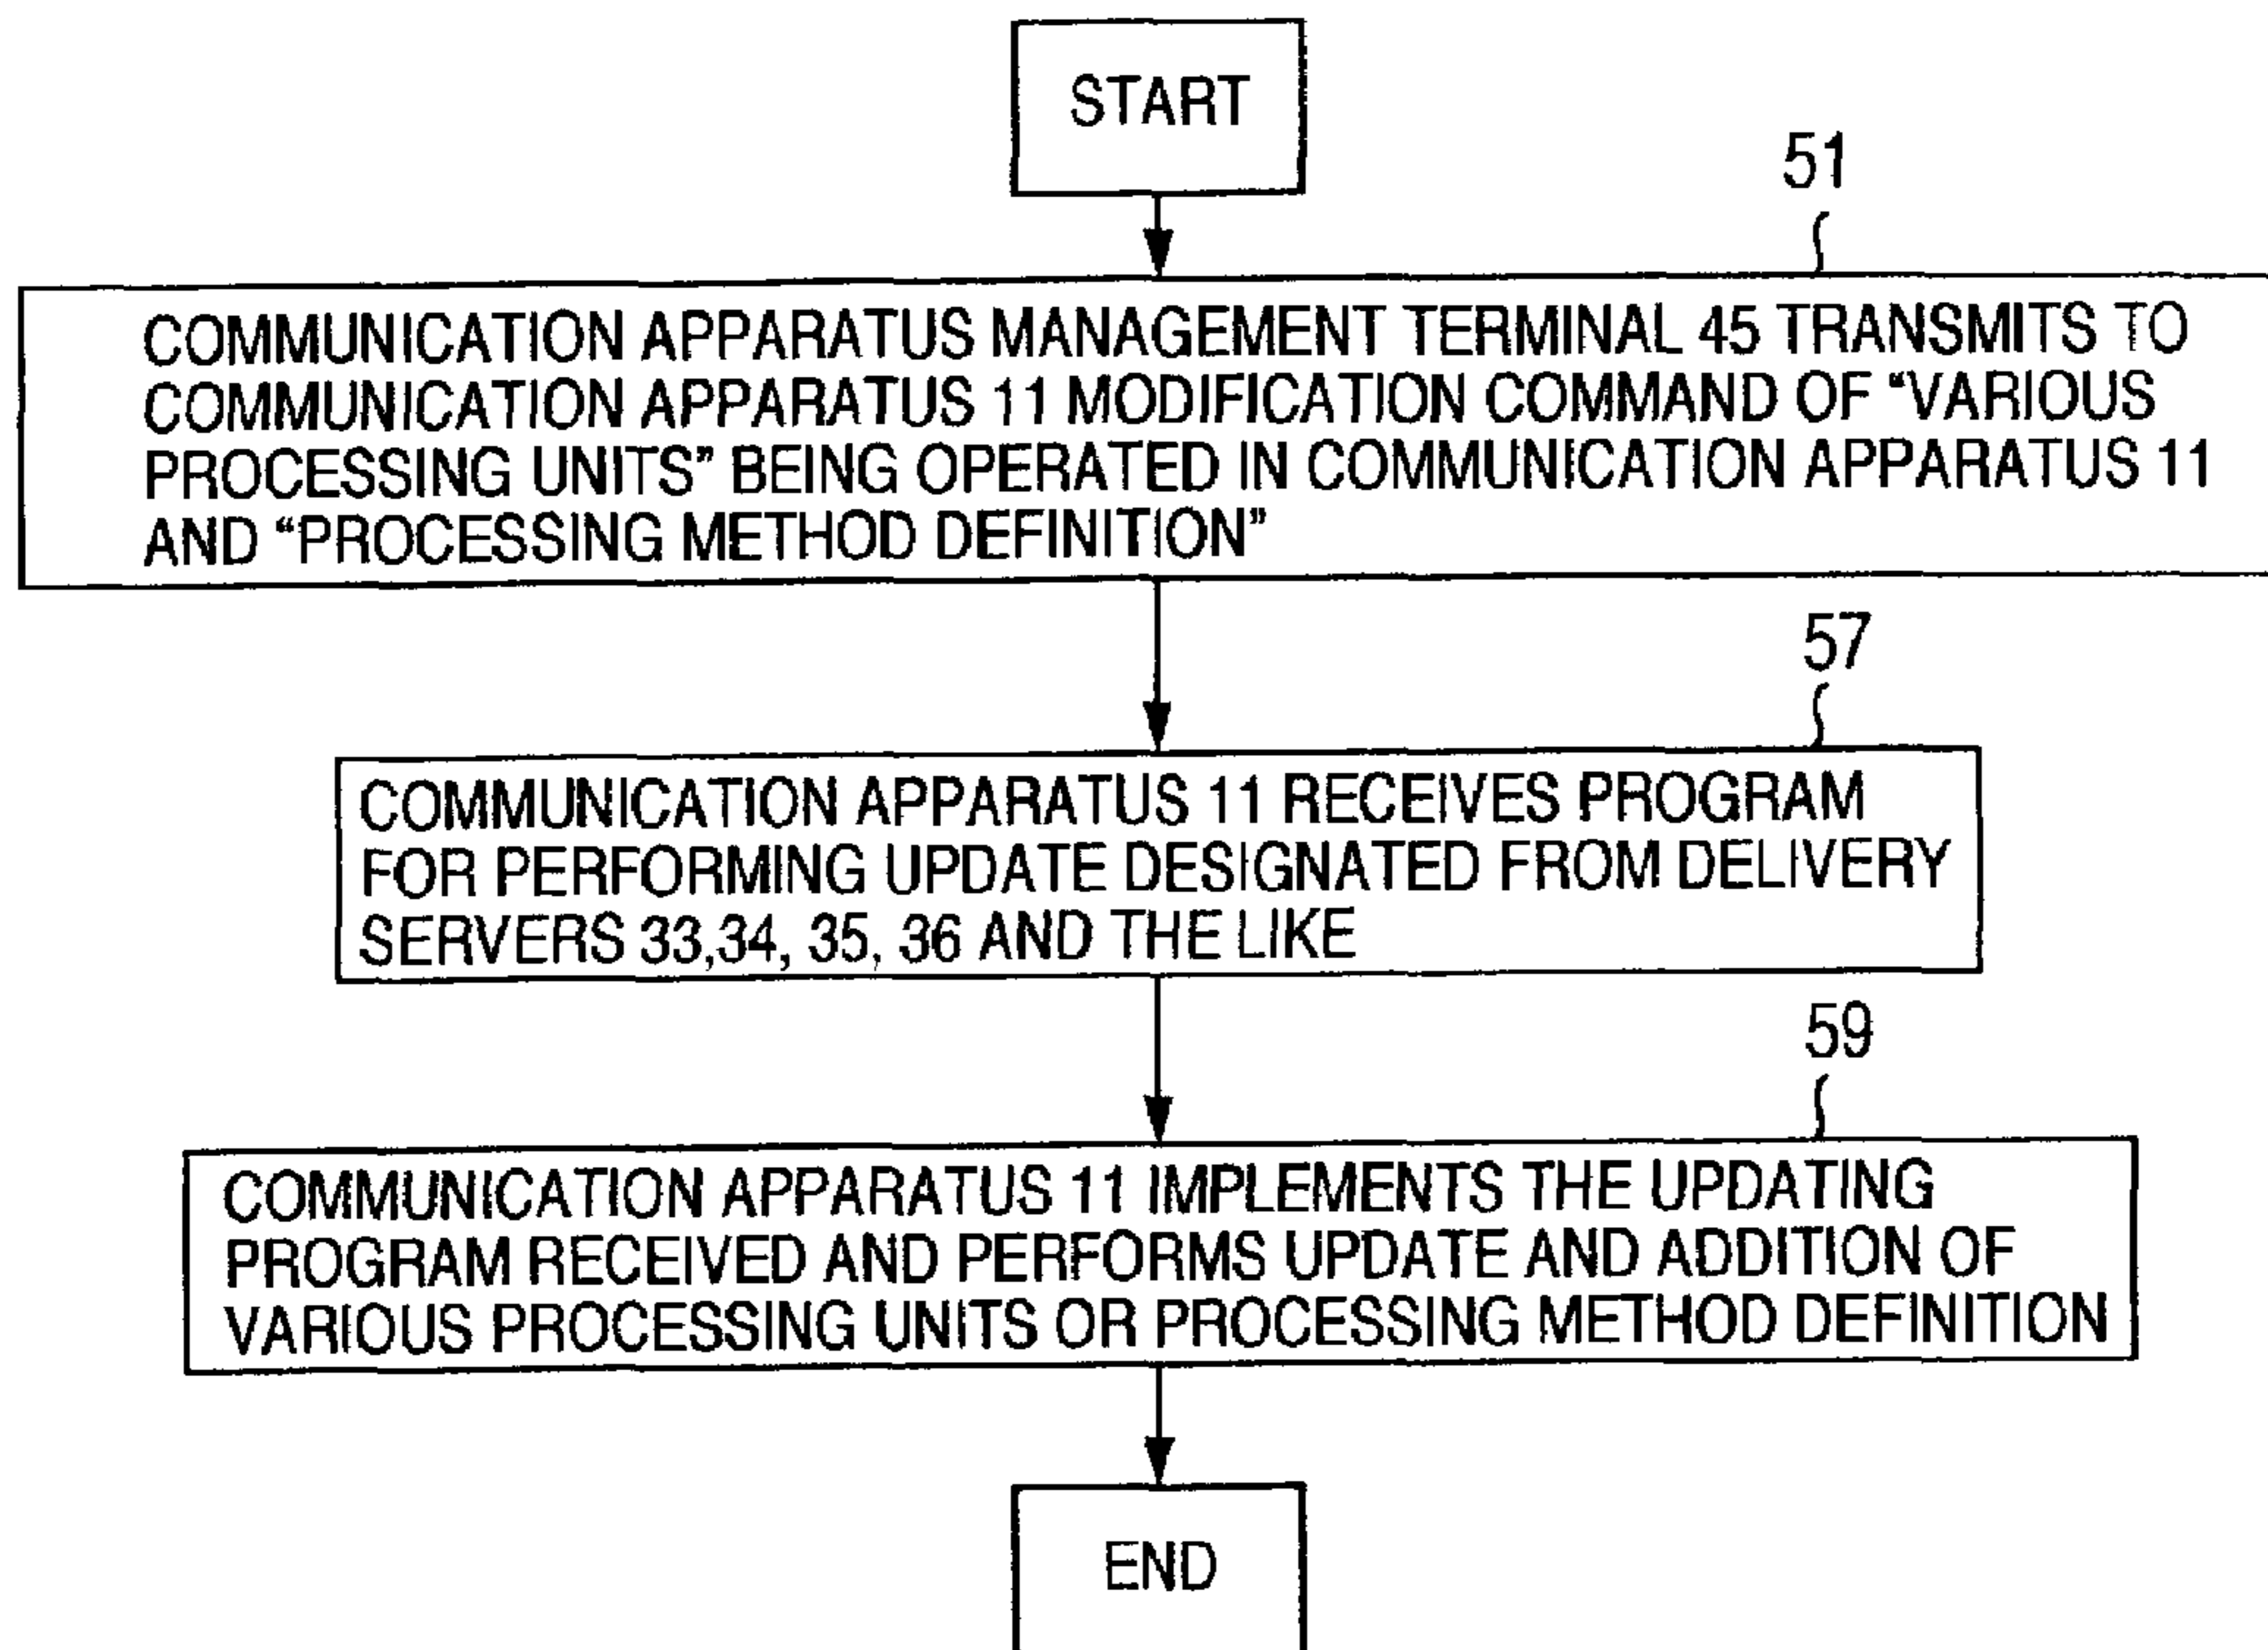 START
51
COMMUNICATION APPARATUS MANAGEMENT TERMINAL 45 TRANSMITS TO
COMMUNICATION APPARATUS 11 MODIFICATION COMMAND OF “VARIOUS
PROCESSING UNITS” BEING OPERATED IN COMMUNICATION APPARATUS 11
AND “PROCESSING METHOD DEFINITION”
57
COMMUNICATION APPARATUS 11 RECEIVES PROGRAM
FOR PERFORMING UPDATE DESIGNATED FROM DELIVERY
SERVERS 33,34, 35, 36 AND THE LIKE
59
COMMUNICATION APPARATUS 11 IMPLEMENTS THE UPDATING
PROGRAM RECEIVED AND PERFORMS UPDATE AND ADDITION OF
VARIOUS PROCESSING UNITS OR PROCESSING METHOD DEFINITION
END